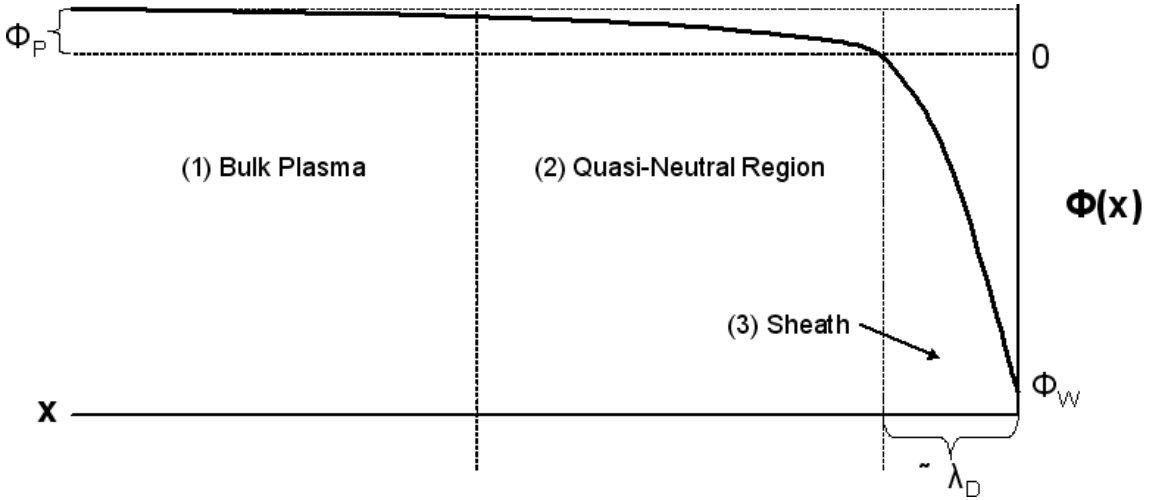 Φ_P
0
(1) Bulk Plasma
(2) Quasi-Neutral Region
Φ(x)
(3) Sheath
Φ_W
x
~ λ_D